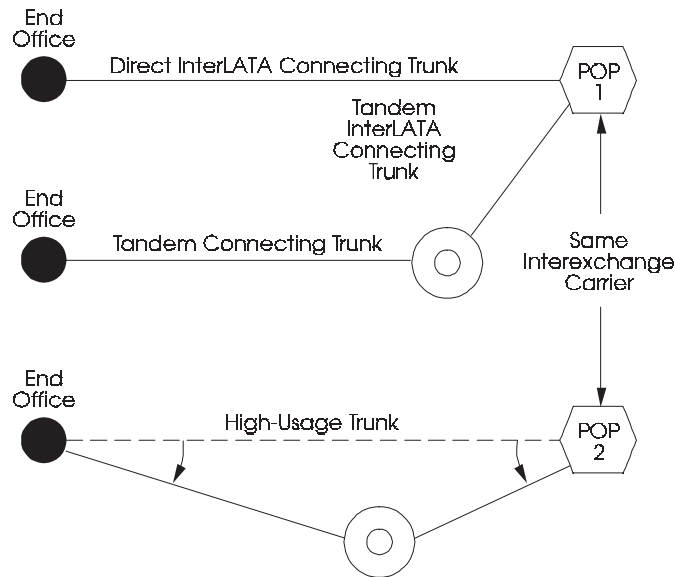 End
Office
Direct InterLATA Connecting Trunk
POP
1
Tandem
InterLATA
Connecting
Trunk
End
Office
Tandem Connecting Trunk
Same
Interexchange
Carrier
End
Office
High-Usage Trunk
POP
2